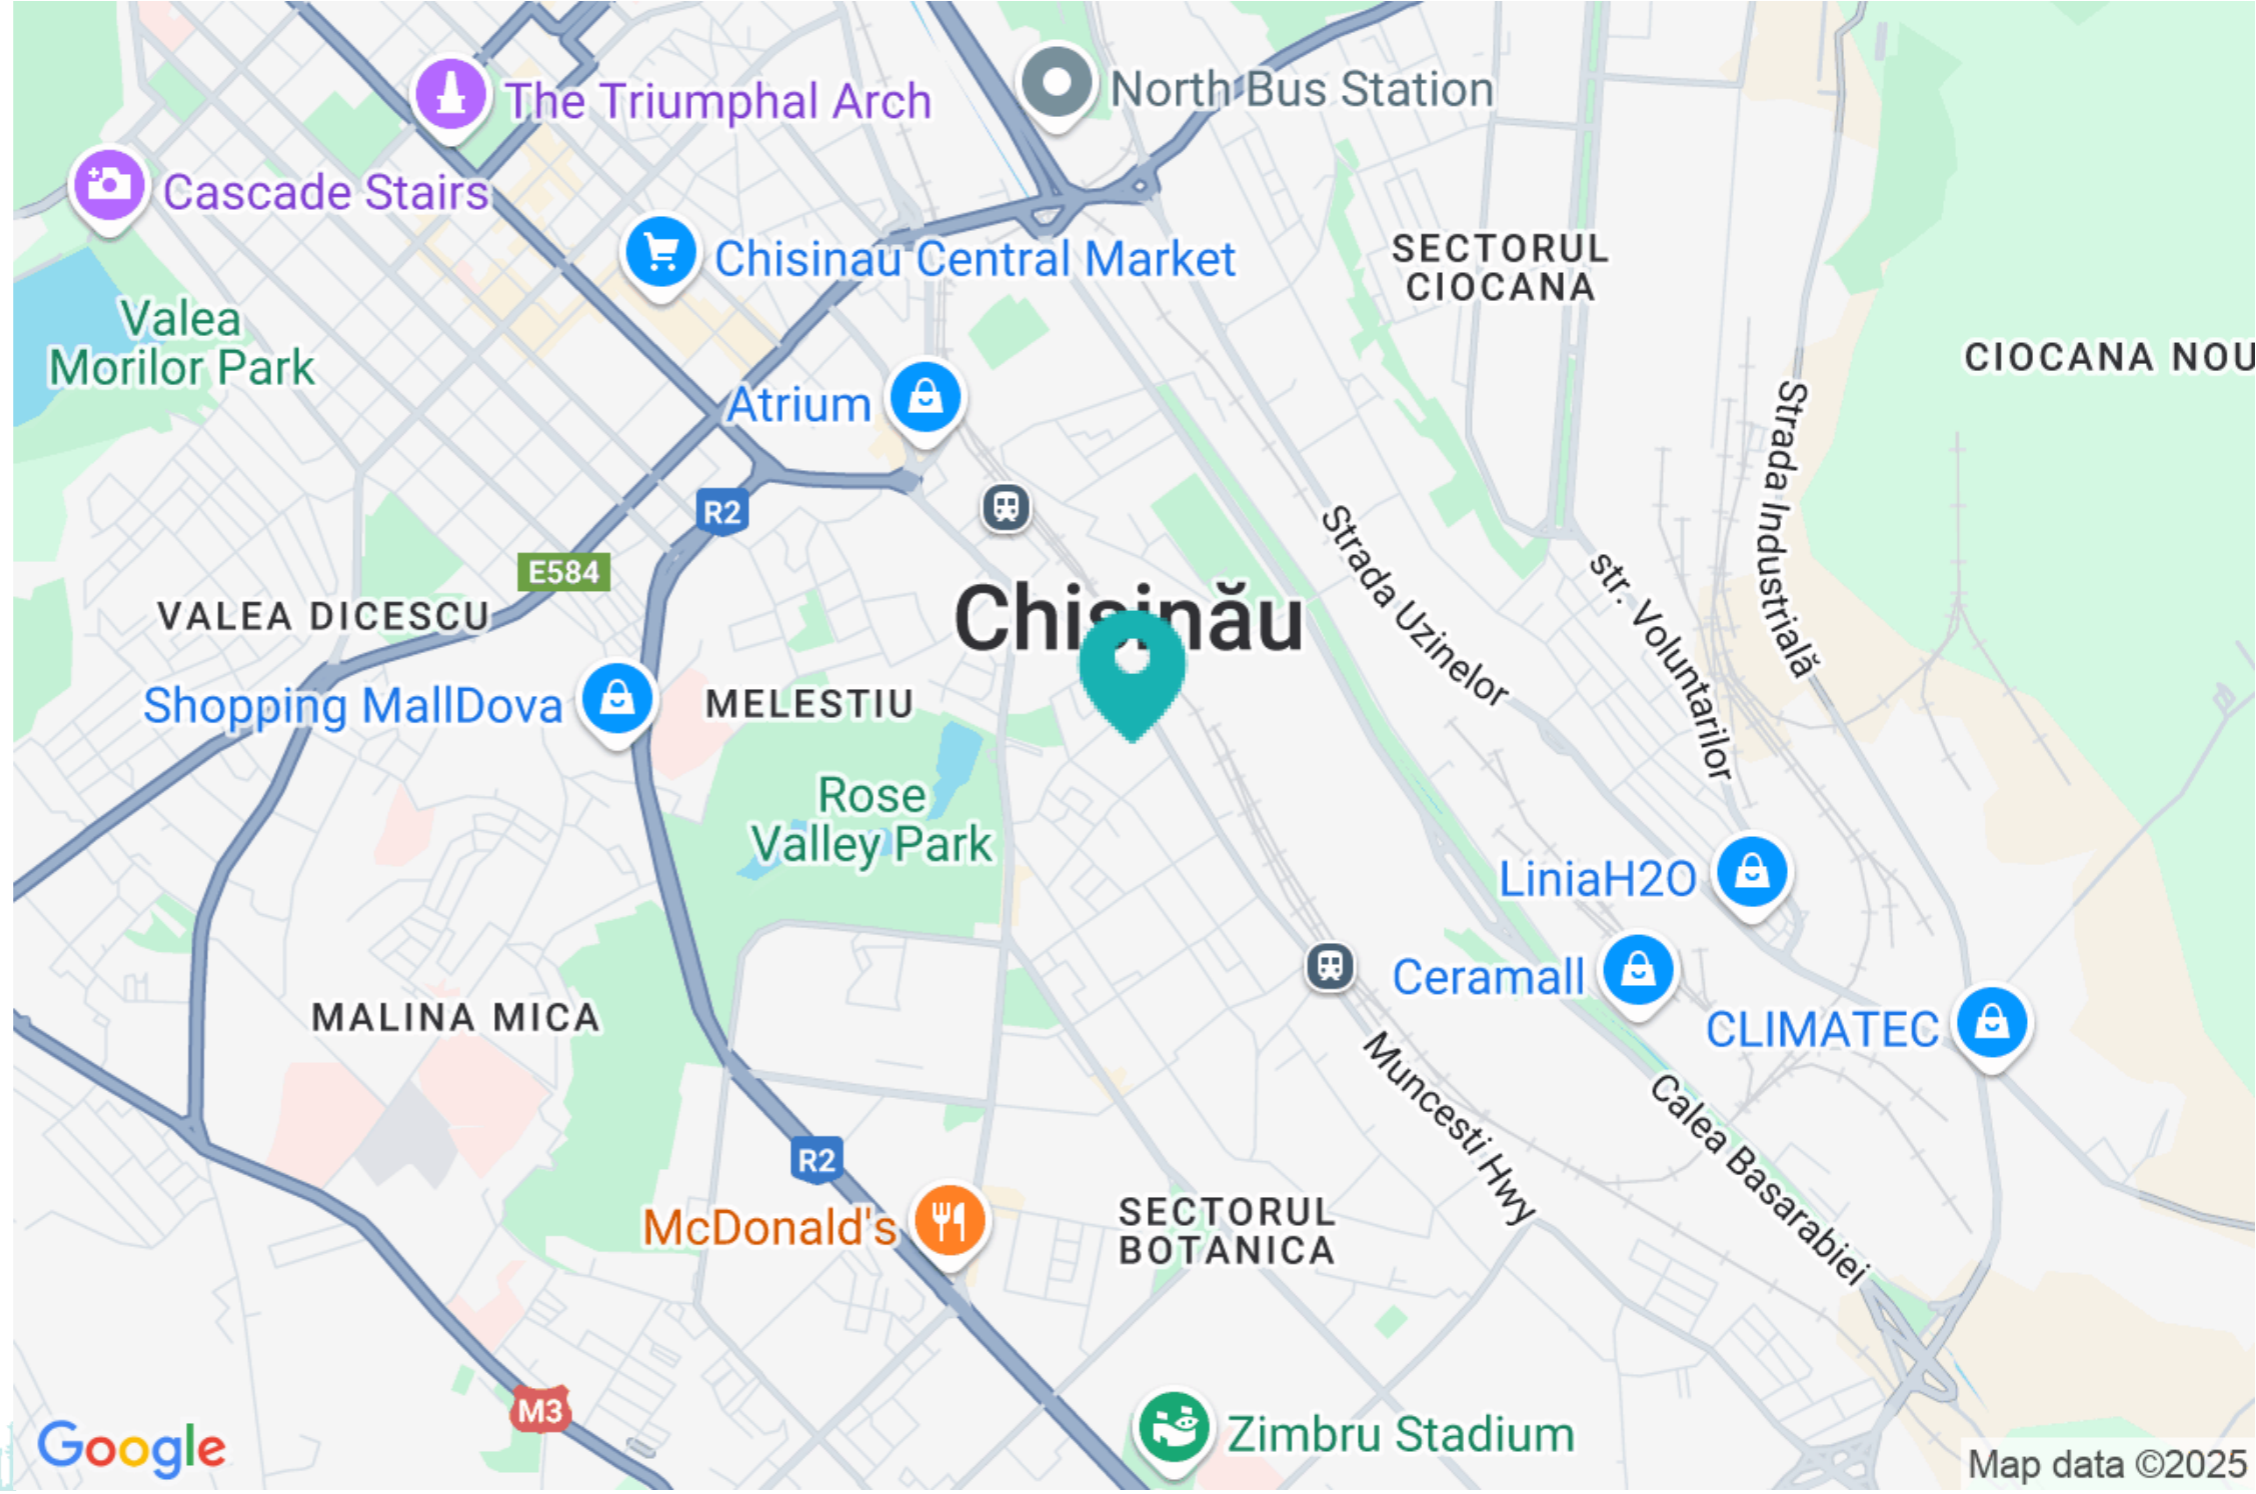 The Triumphal Arch
North Bus Station
Cascade Stairs
Chisinau Central Market
SECTORUL
CIOCANA
Valea
Morilor Park
CIOCANA NOU
Atrium
Strada Industrială
R2
Strada Uzinelor
str. Voluntarilor
E584
VALEA DICESCU
Chișinău
Shopping MallDova
MELESTIU
Rose
Valley Park
LiniaH2O
Ceramall
MALINA MICA
CLIMATEC
Muncesti Hwy
Calea Basarabiei
R2
McDonald's
SECTORUL
BOTANICA
M3
Zimbru Stadium
Google
Map data ©2025